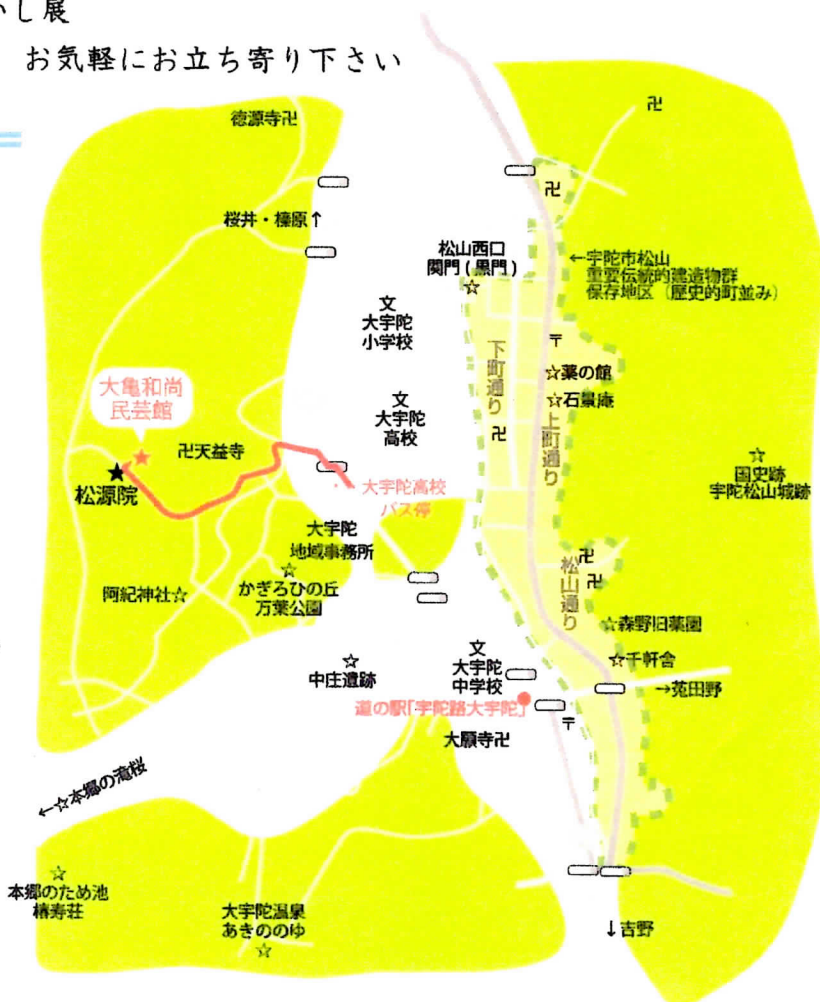 いし展
お気軽にお立ち寄り下さい
徳源寺卍
卍
卍
桜井・榛原↑
松山西口
関門(黒門)
☆
←宇陀市松山
重要伝統的建造物群
保存地区(歴史的町並み)
文
大宇陀
小学校
〒
下町通り
☆薬の館
☆石景庵
上町通り
大亀和尚
民芸館
★
文
大宇陀
高校
卍
卍天益寺
★
松源院
☆
国史跡
宇陀松山城跡
大宇陀高校
バス停
大宇陀
地域事務所
☆
かぎろひの丘
万葉公園
阿紀神社☆
卍
卍
松山通り
☆森野旧薬園
☆千軒舎
→菟田野
☆
中庄遺跡
文
大宇陀
中学校
道の駅「宇陀路大宇陀」
〒
大願寺卍
←☆本郷の滝桜
☆
本郷のため池
椿寿荘
大宇陀温泉
あきののゆ
☆
↓吉野